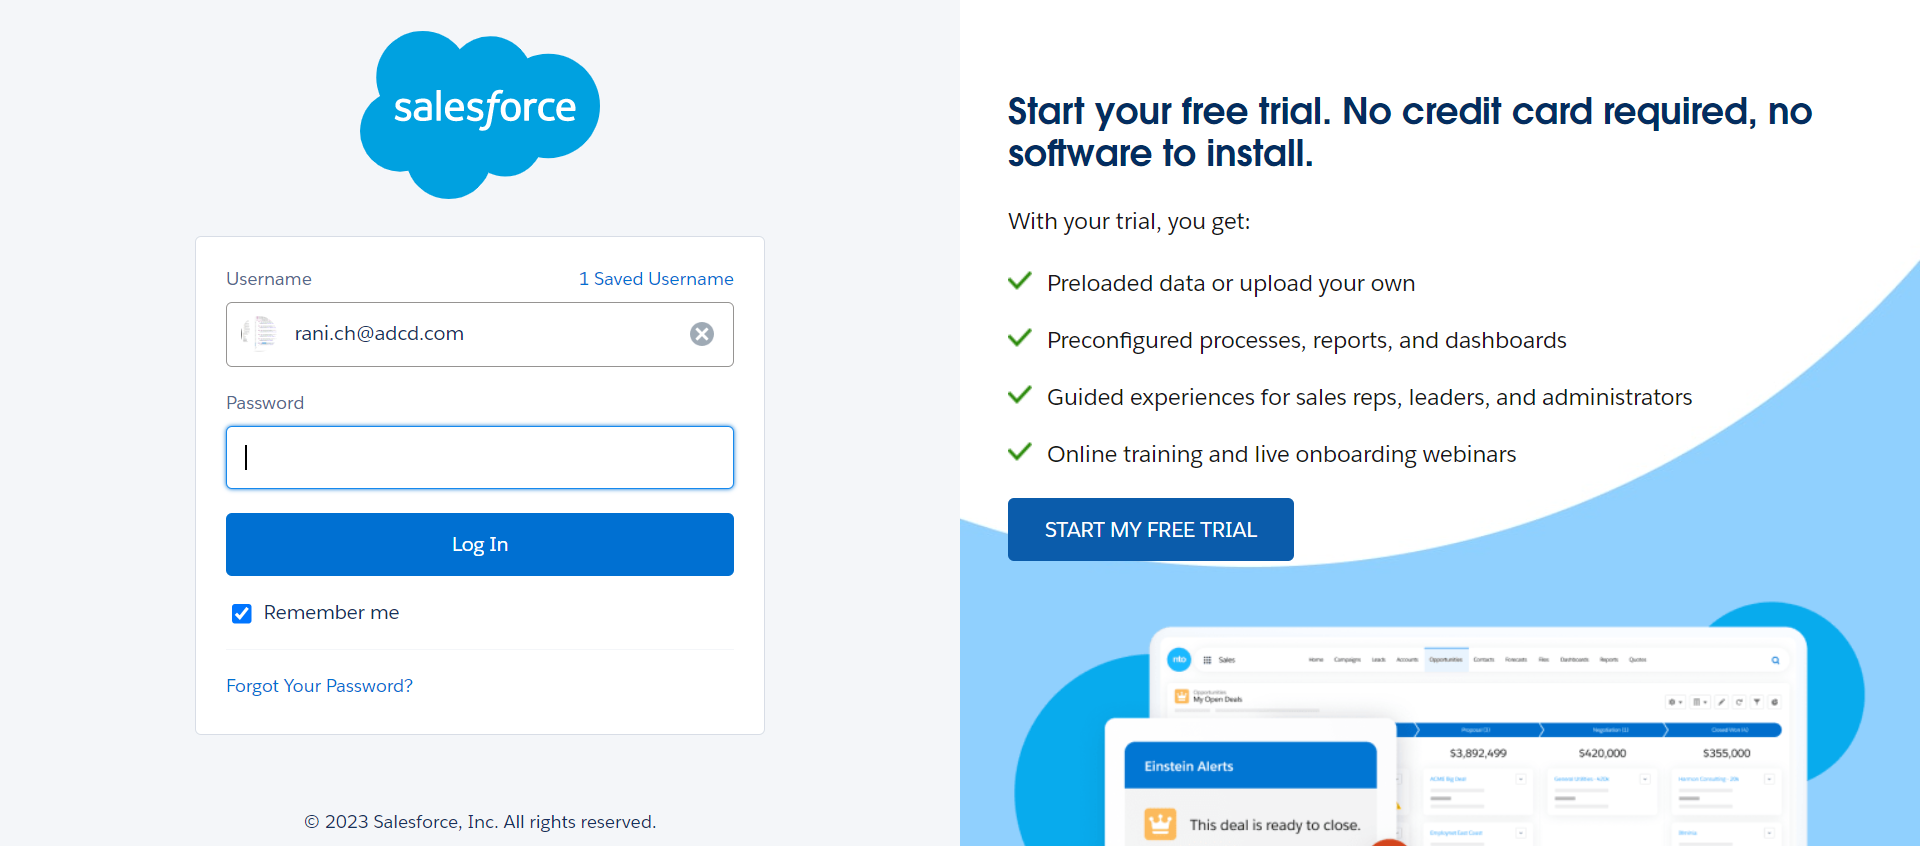 salesforce
Username
1 Saved Username
rani.ch@adcd.com
Password
Log In
Remember me
Forgot Your Password?
© 2023 Salesforce, Inc. All rights reserved.
Start your free trial. No credit card required, no
software to install.
With your trial, you get:
Preloaded data or upload your own
Preconfigured processes, reports, and dashboards
Guided experiences for sales reps, leaders, and administrators
Online training and live onboarding webinars
START MY FREE TRIAL
nto
Sales
Home Campaigns Leads Accounts Opportunities Contacts Forecasts Files Dashboards Reports Quotes
Opportunities
My Open Deals
Proposal (1) Negotiation (1) Closed Won (4)
$3,892,499 $420,000 $355,000
ACME Big Deal
Einstein Alerts
This deal is ready to close.